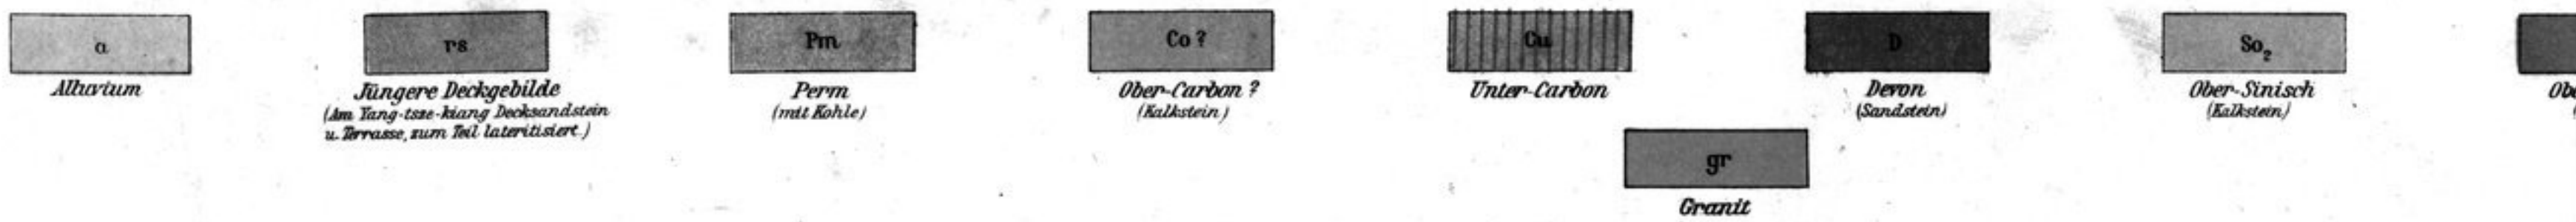 a rs Pm Co? Cu D So₂
Alluvium Jüngere Deckgebilde Perm Ober-Carbon? Unter-Carbon Devon Ober-Sinisch
(Am Yang-tsze-kiang Decksandstein (mit Kohle) (Kalkstein) (Sandstein) (Kalkstein)
u. Terrasse, zum Teil lateritisiert.)
gr
Granit